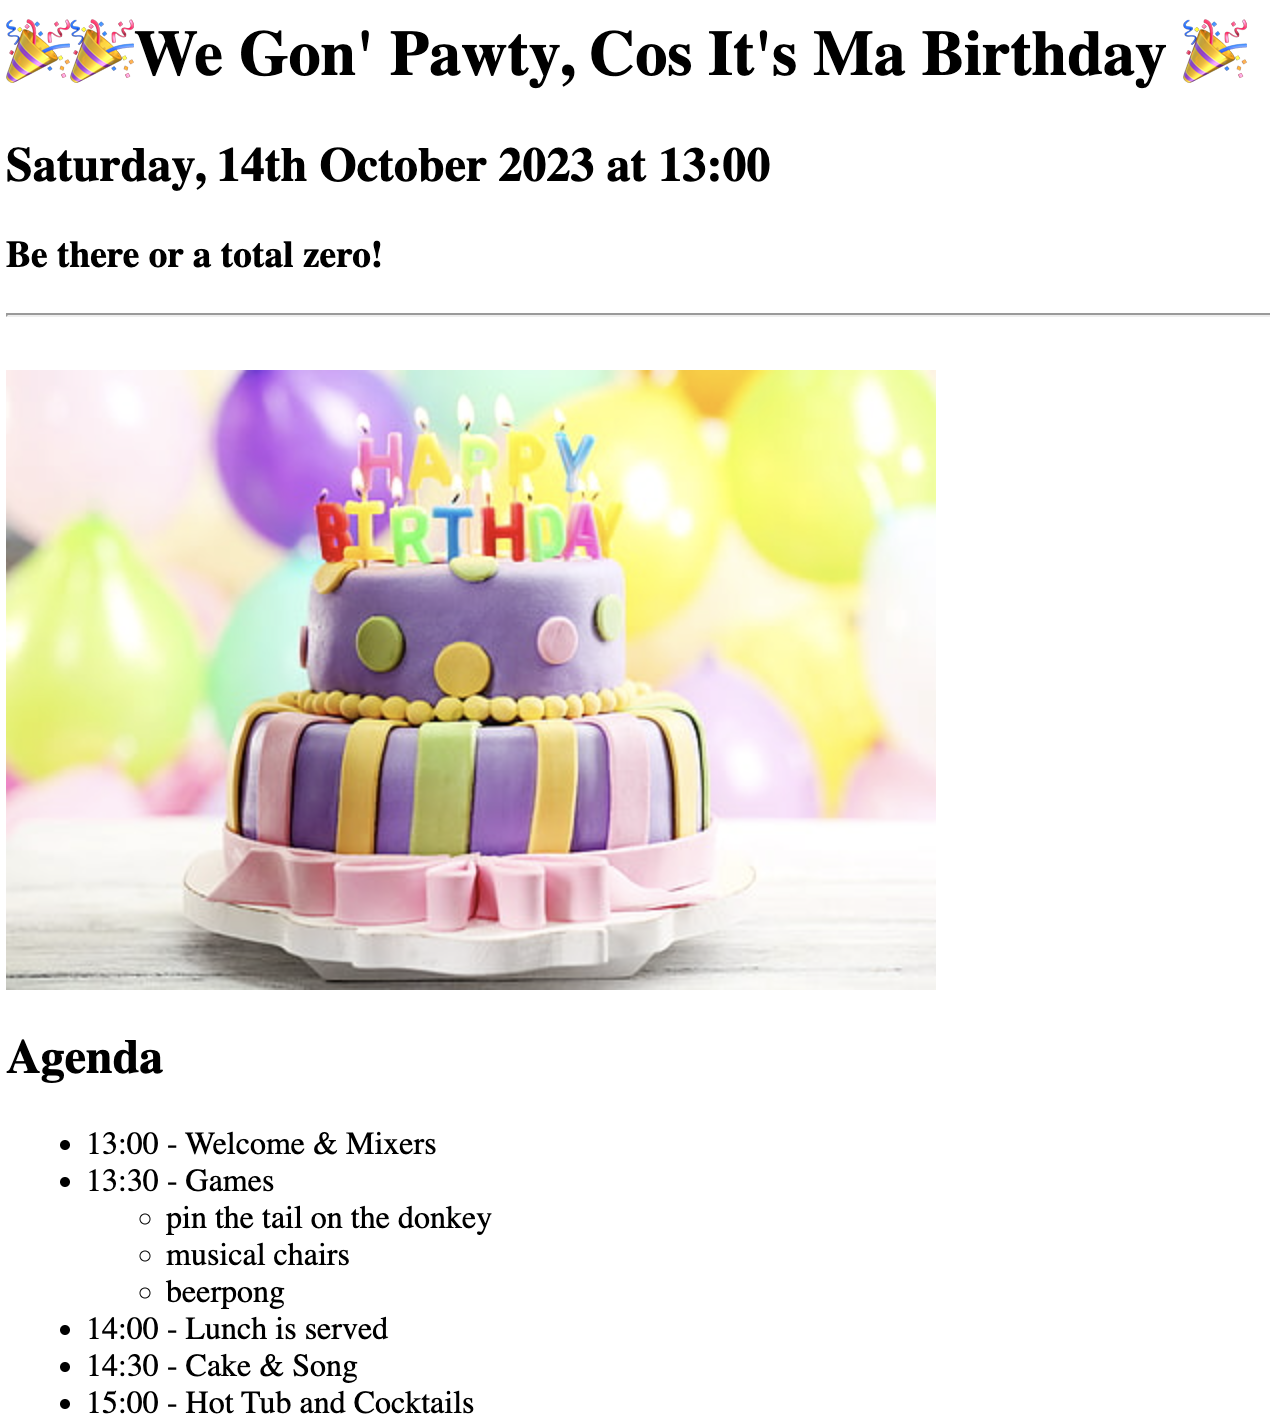 🎉🎉We Gon' Pawty, Cos It's Ma Birthday 🎉
Saturday, 14th October 2023 at 13:00
Be there or a total zero!
HAPPY
BIRTHDAY
Agenda
• 13:00 - Welcome & Mixers
• 13:30 - Games
◦ pin the tail on the donkey
◦ musical chairs
◦ beerpong
• 14:00 - Lunch is served
• 14:30 - Cake & Song
• 15:00 - Hot Tub and Cocktails